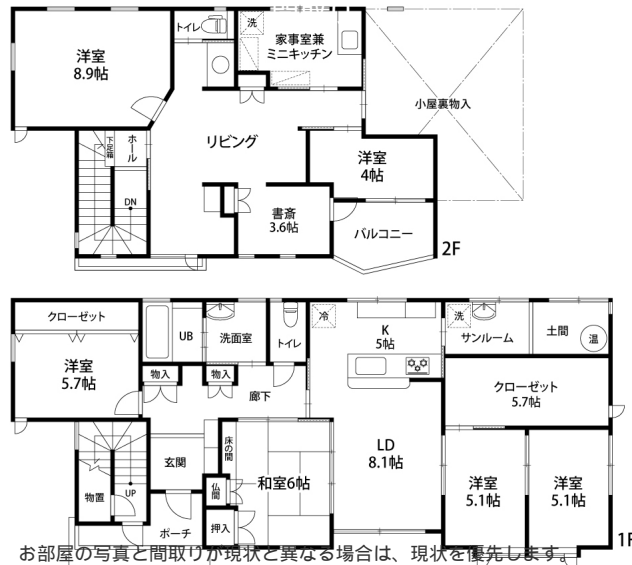 トイレ
洗
家事室兼
ミニキッチン
洋室
8.9帖
小屋裏物入
リビング
下足箱
ホール
洋室
4帖
DN
書斎
3.6帖
バルコニー
2F
クローゼット
UB
洗面室
トイレ
冷
K
5帖
洗
サンルーム
土間
温
洋室
5.7帖
物入
物入
廊下
クローゼット
5.7帖
床の間
LD
8.1帖
玄関
和室6帖
洋室
5.1帖
洋室
5.1帖
物置
UP
仏間
押入
ポーチ
1F
お部屋の写真と間取りが現状と異なる場合は、現状を優先します。